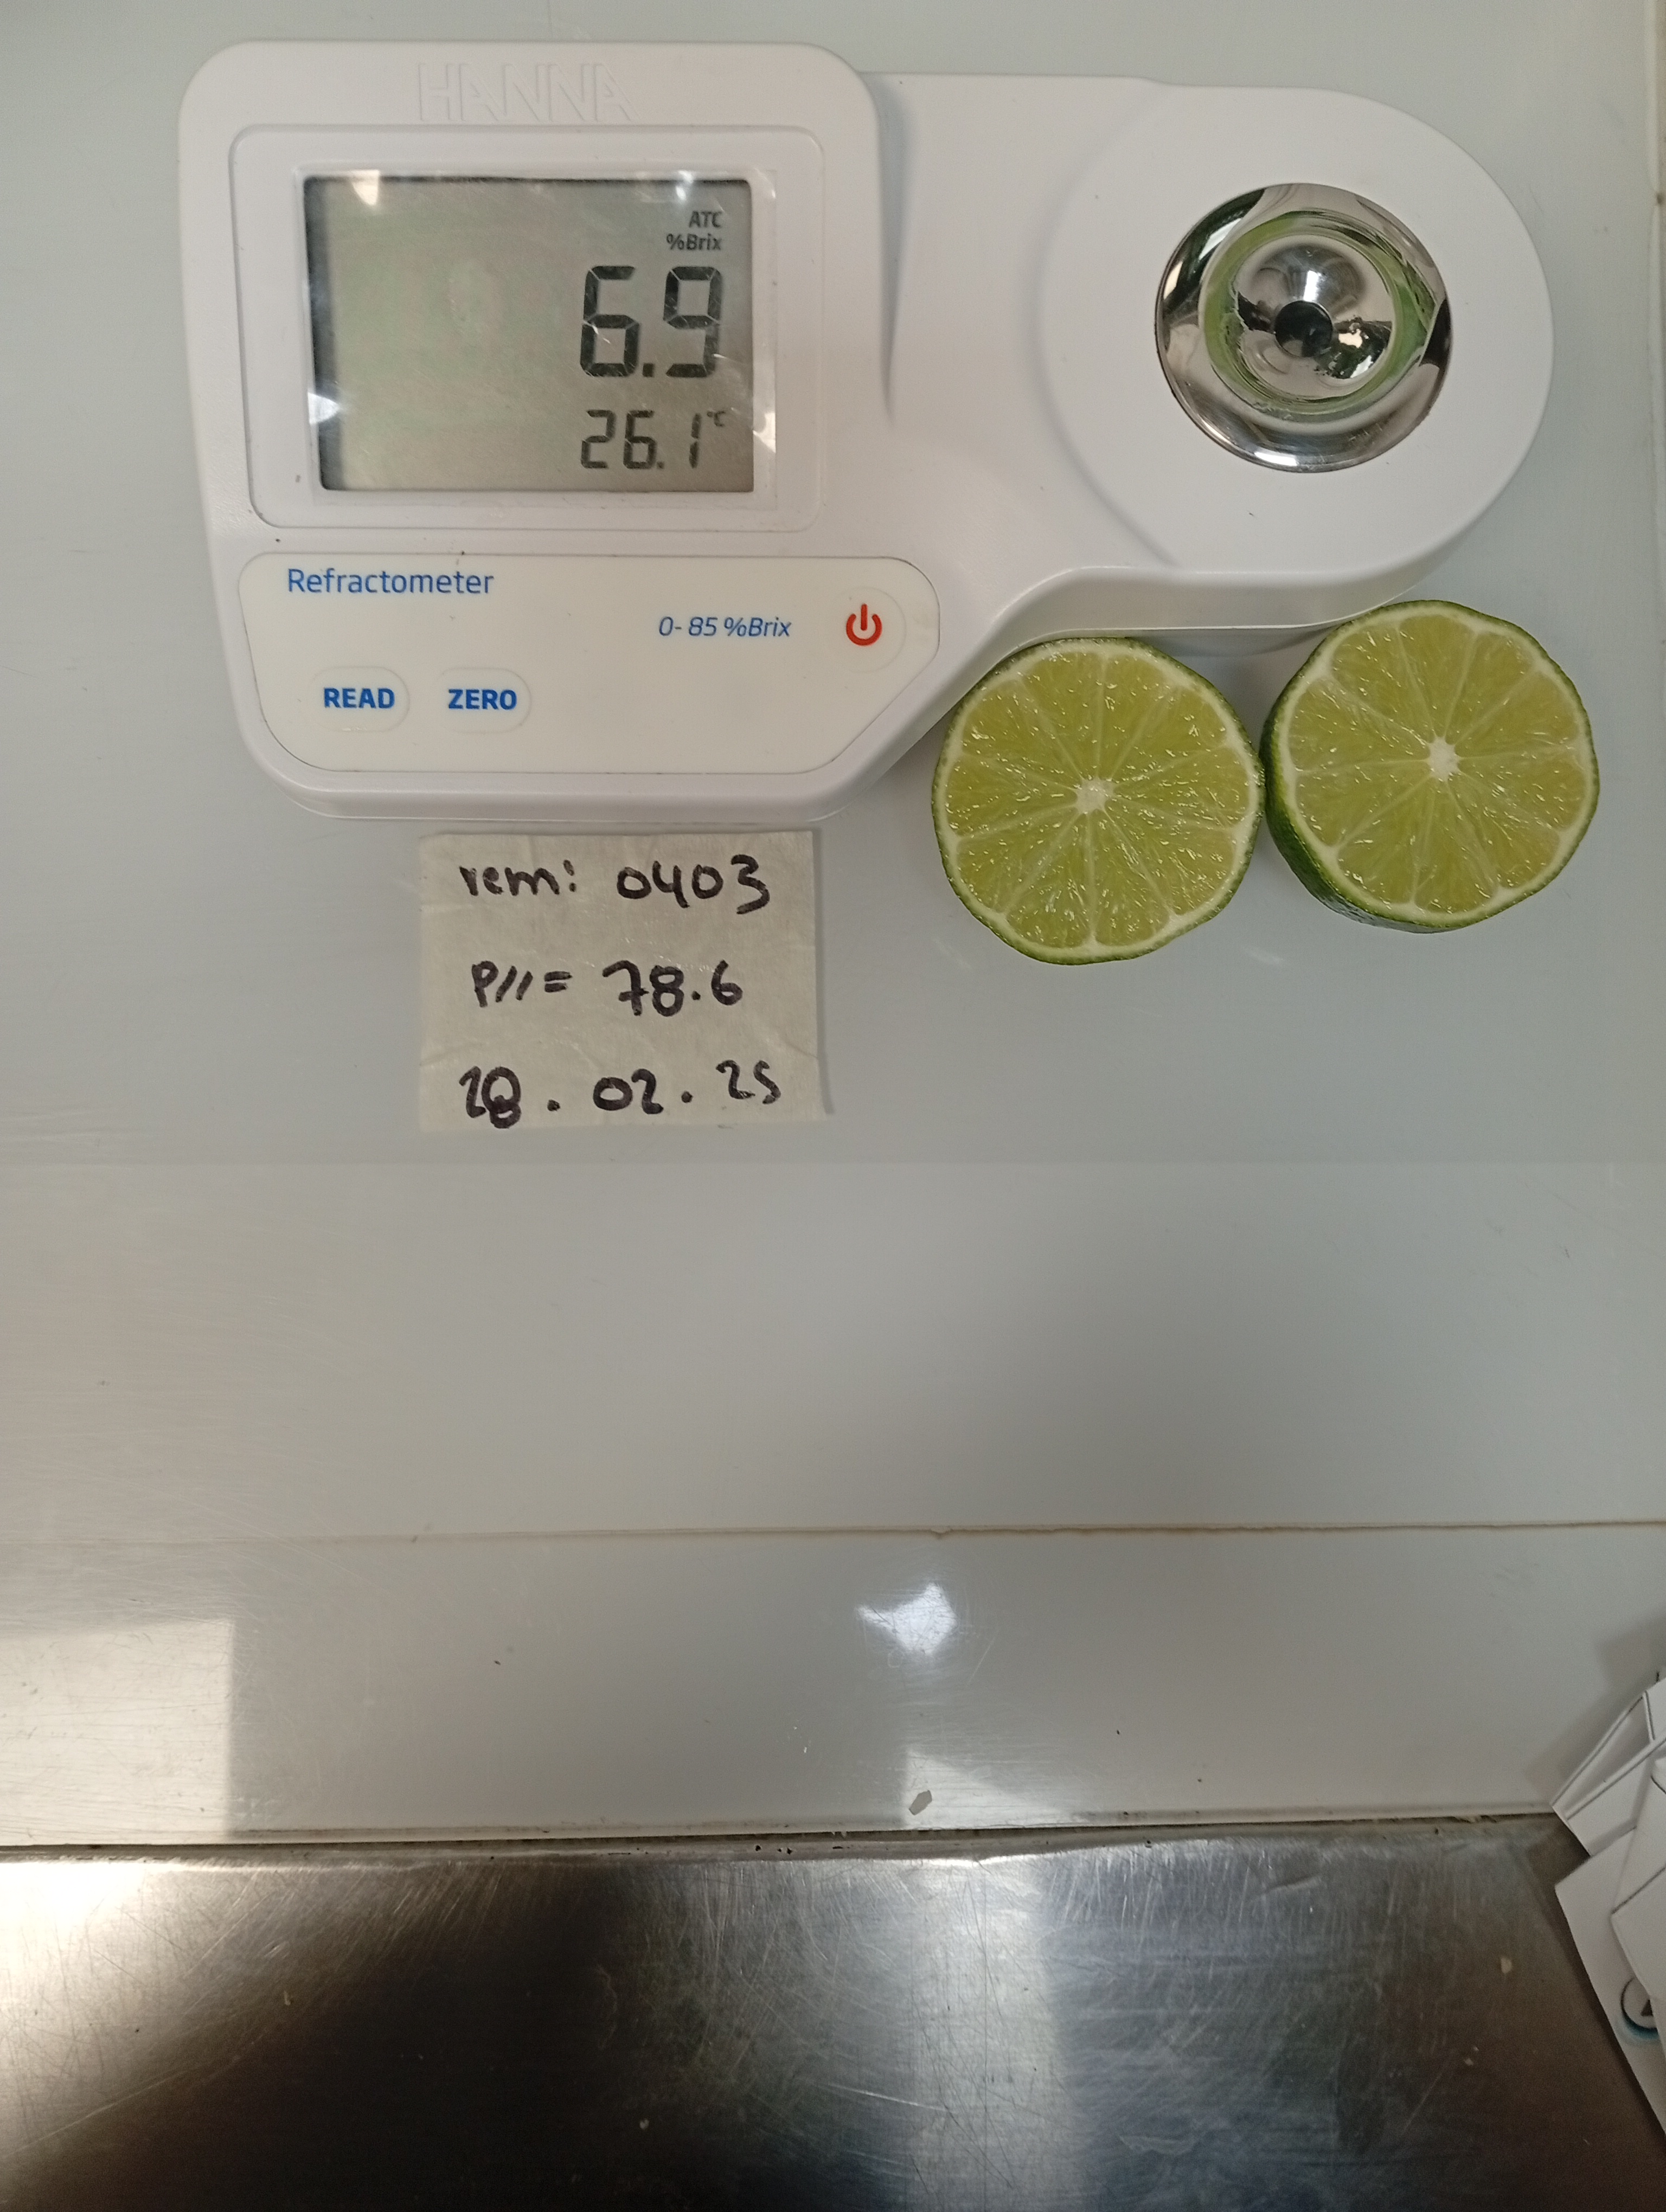 HANNA
ATC
%Brix
6.9
26.1°C
Refractometer
0-85 %Brix
READ ZERO
rem: 0403
P//= 78.6
28.02.25